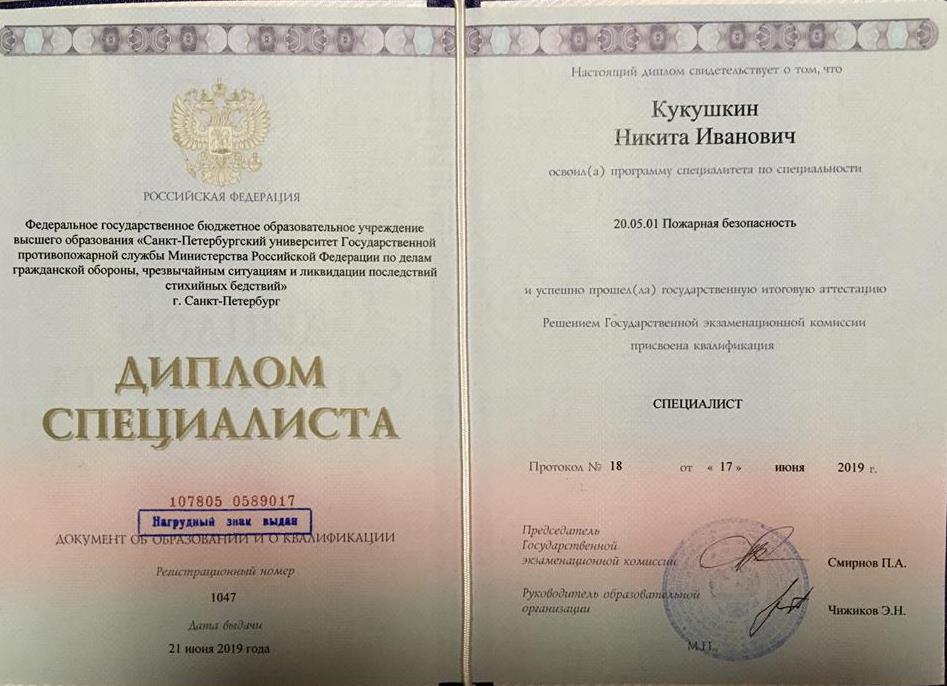 РОССИЙСКАЯ ФЕДЕРАЦИЯ
Федеральное государственное бюджетное образовательное учреждение
высшего образования «Санкт-Петербургский университет Государственной
противопожарной службы Министерства Российской Федерации по делам
гражданской обороны, чрезвычайным ситуациям и ликвидации последствий
стихийных бедствий»
г. Санкт-Петербург
ДИПЛОМ
СПЕЦИАЛИСТА
107805 0589017
Нагрудный знак выдан
ДОКУМЕНТ ОБ ОБРАЗОВАНИИ И О КВАЛИФИКАЦИИ
Регистрационный номер
1047
Дата выдачи
21 июня 2019 года
Настоящий диплом свидетельствует о том, что
Кукушкин
Никита Иванович
освоил(а) программу специалитета по специальности
20.05.01 Пожарная безопасность
и успешно прошел(ла) государственную итоговую аттестацию
Решением Государственной экзаменационной комиссии
присвоена квалификация
СПЕЦИАЛИСТ
Протокол № 18 от « 17 » июня 2019 г.
Председатель
Государственной
экзаменационной комиссии
Смирнов П.А.
Руководитель образовательной
организации
Чижиков Э.Н.
М.П.